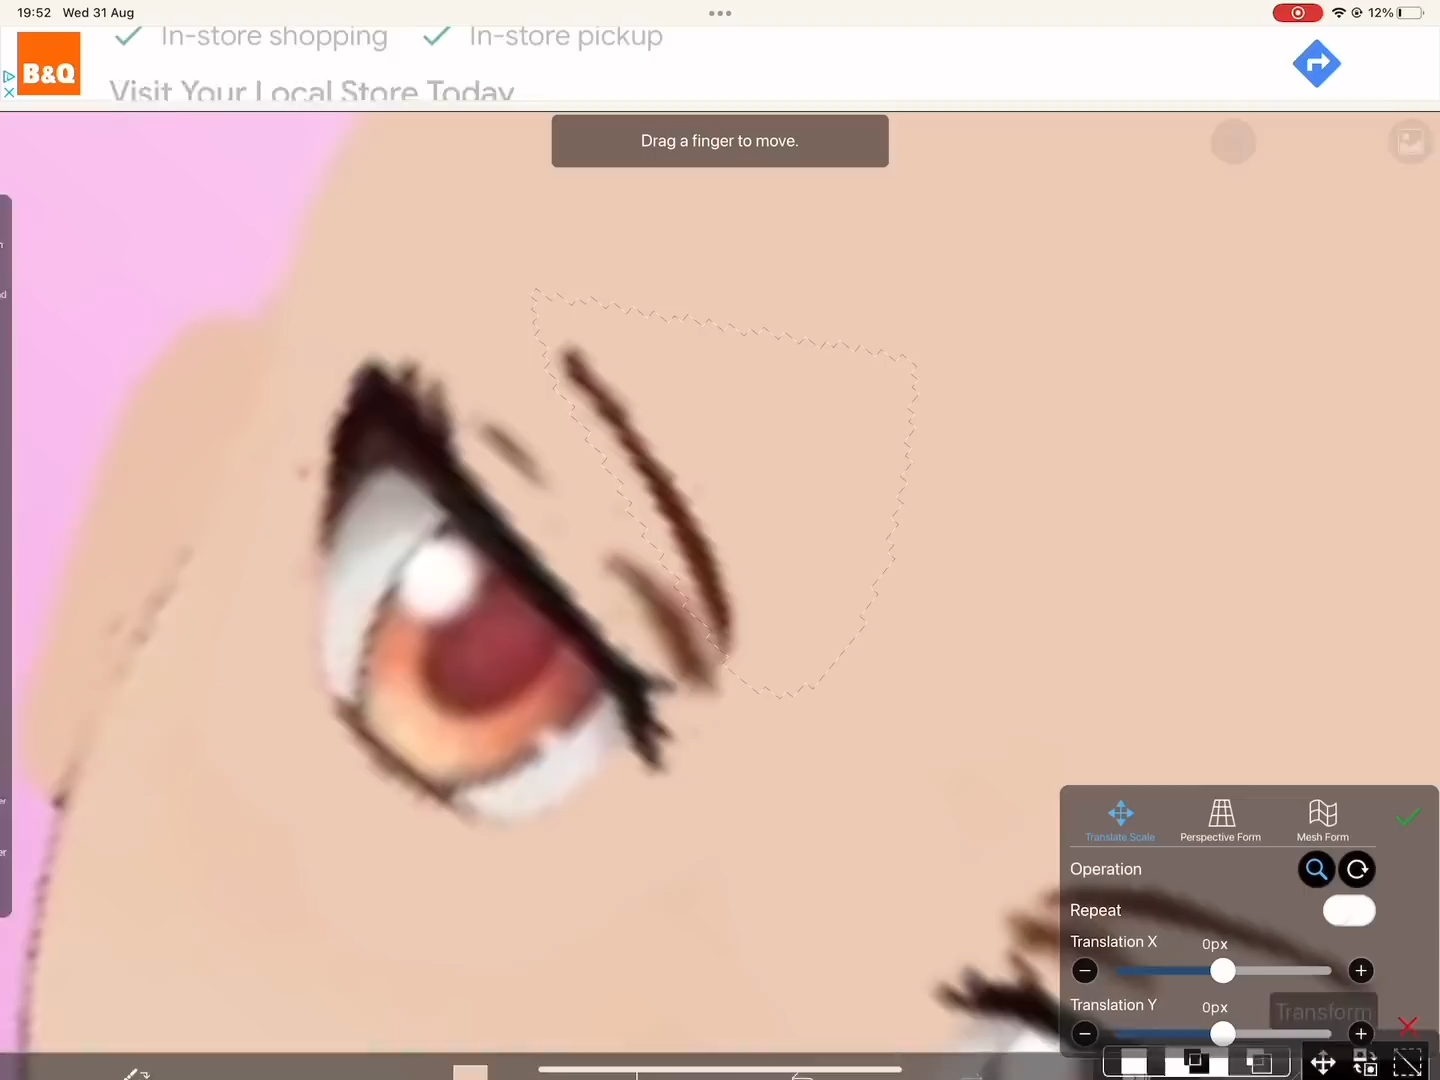 19:52 Wed 31 Aug
12%
In-store shopping In-store pickup
B&Q
Visit Your Local Store Today
Drag a finger to move.
Translate Scale Perspective Form Mesh Form
Operation
Repeat
Translation X 0px
Translation Y 0px
Transform